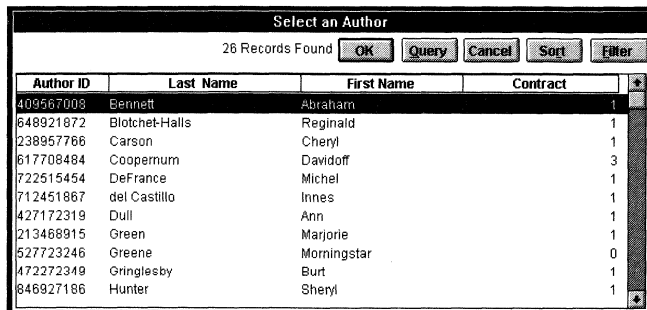 Select an Author
26 Records Found OK Query Cancel Sort Filter
Author ID Last Name First Name Contract
409567008 Bennett Abraham 1
648921872 Blotchet-Halls Reginald 1
238957766 Carson Cheryl 1
617708484 Coopernum Davidoff 3
722515454 DeFrance Michel 1
712451867 del Castillo Innes 1
427172319 Dull Ann 1
213468915 Green Marjorie 1
527723246 Greene Morningstar 0
472272349 Gringlesby Burt 1
846927186 Hunter Sheryl 1